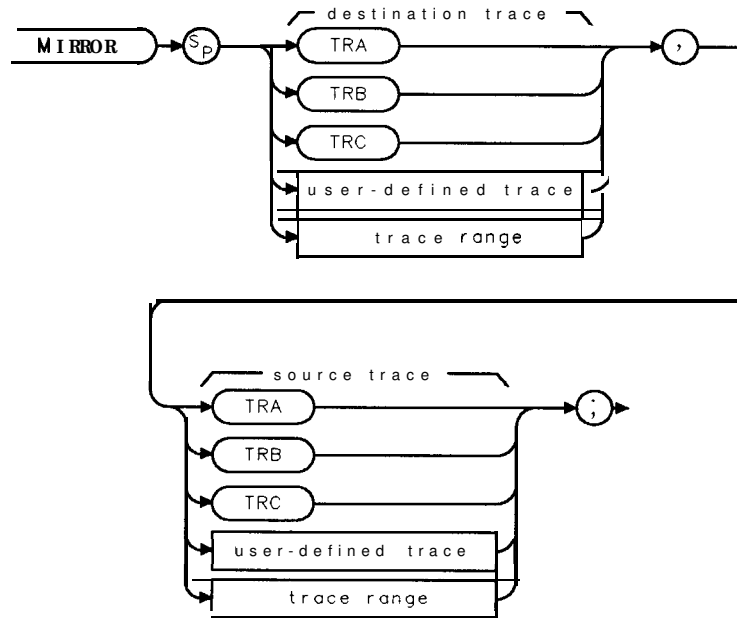 destination trace
MIRROR SP TRA ,
TRB
TRC
user-defined trace
trace range
source trace
TRA ;
TRB
TRC
user-defined trace
trace range